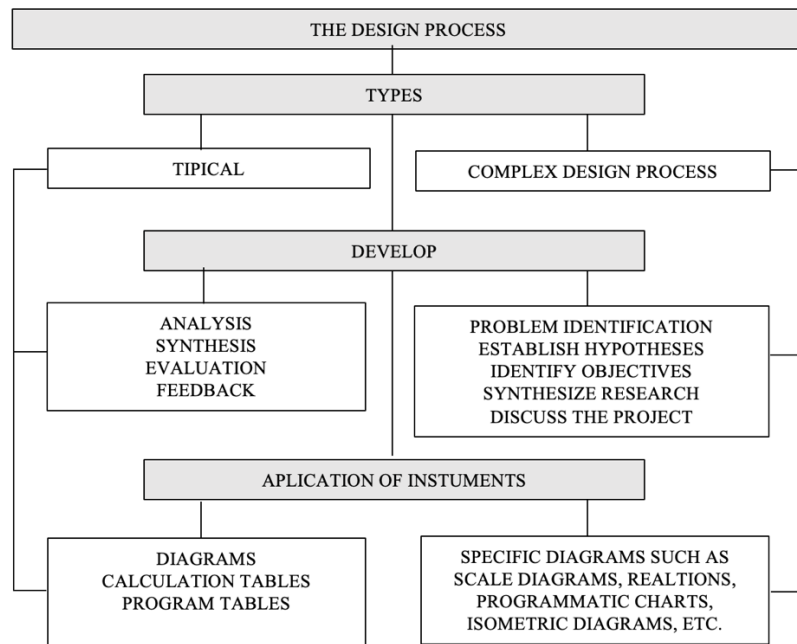 THE DESIGN PROCESS
TYPES
TIPICAL
COMPLEX DESIGN PROCESS
DEVELOP
ANALYSIS
SYNTHESIS
EVALUATION
FEEDBACK
PROBLEM IDENTIFICATION
ESTABLISH HYPOTHESES
IDENTIFY OBJECTIVES
SYNTHESIZE RESEARCH
DISCUSS THE PROJECT
APLICATION OF INSTUMENTS
DIAGRAMS
CALCULATION TABLES
PROGRAM TABLES
SPECIFIC DIAGRAMS SUCH AS
SCALE DIAGRAMS, REALTIONS,
PROGRAMMATIC CHARTS,
ISOMETRIC DIAGRAMS, ETC.